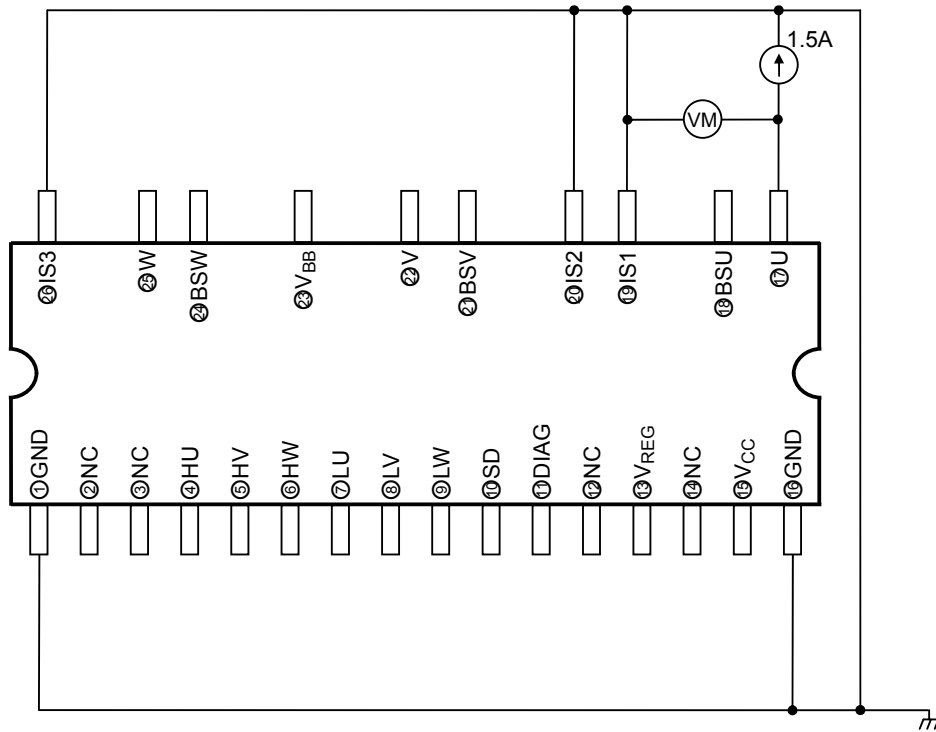 1.5A
VM
㉖IS3
㉕W
㉔BSW
㉓VBB
㉒V
㉑BSV
⑳IS2
⑲IS1
⑱BSU
⑰U
①GND
②NC
③NC
④HU
⑤HV
⑥HW
⑦LU
⑧LV
⑨LW
⑩SD
⑪DIAG
⑫NC
⑬VREG
⑭NC
⑮VCC
⑯GND